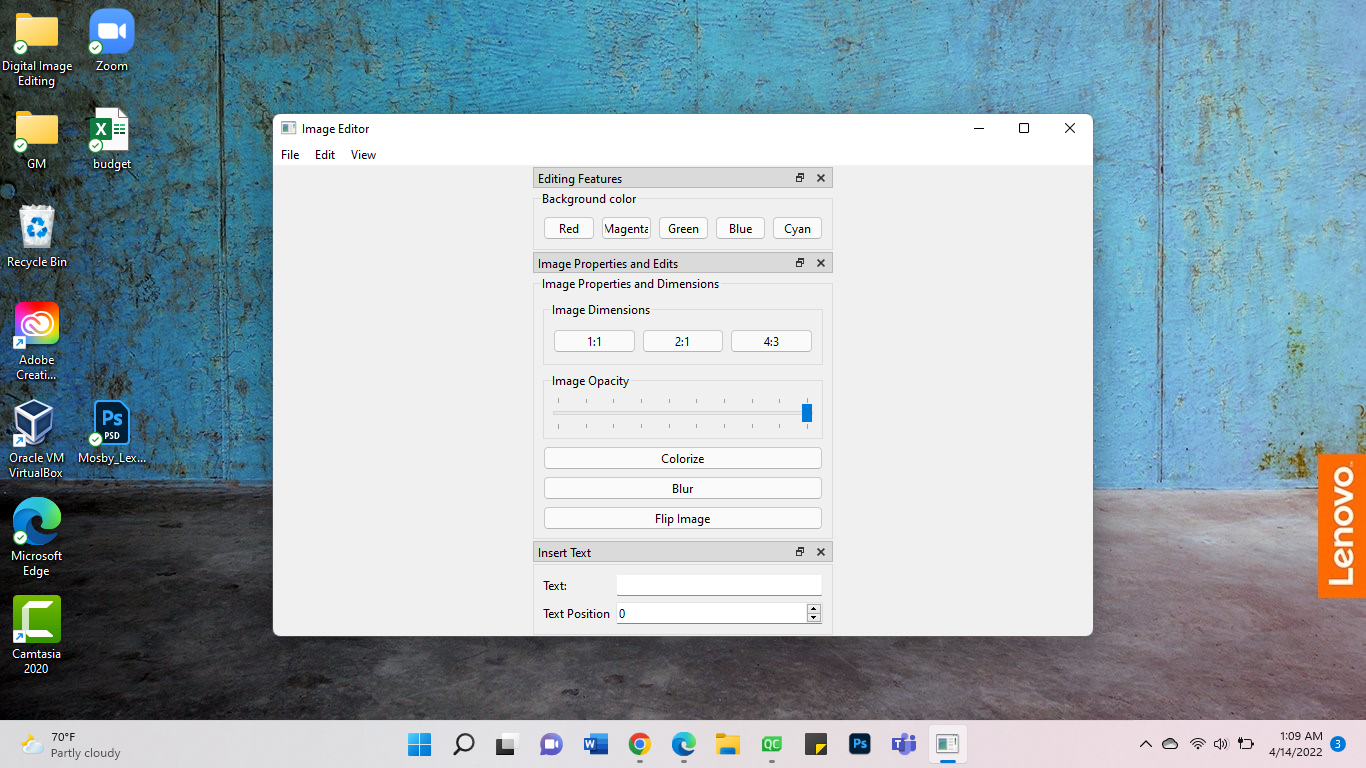 Digital Image
Editing
Zoom
GM
budget
Recycle Bin
Adobe
Creati...
Oracle VM
VirtualBox
Ps
PSD
Mosby_Lex...
Microsoft
Edge
Camtasia
2020
Image Editor
File Edit View
Editing Features
Background color
Red Magenta Green Blue Cyan
Image Properties and Edits
Image Properties and Dimensions
Image Dimensions
1:1 2:1 4:3
Image Opacity
Colorize
Blur
Flip Image
Insert Text
Text:
Text Position 0
Lenovo
70°F
Partly cloudy
W
QC
Ps
1:09 AM
4/14/2022
3